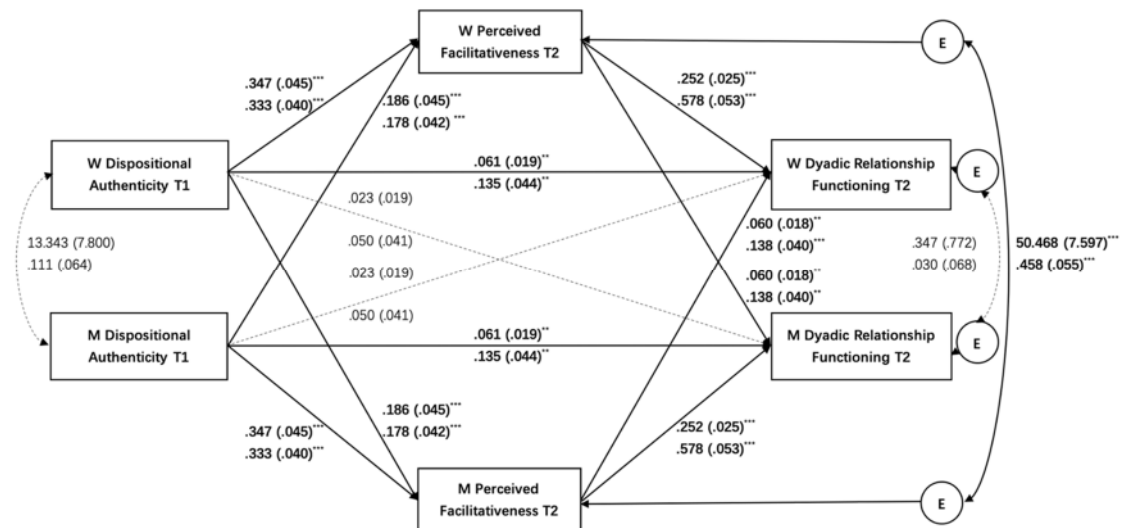 W Perceived
Facilitativeness T2
E
.347 (.045)***
.333 (.040)***
.186 (.045)***
.178 (.042) ***
.252 (.025)***
.578 (.053)***
W Dispositional
Authenticity T1
.061 (.019)**
.135 (.044)**
W Dyadic Relationship
Functioning T2
E
.023 (.019)
.050 (.041)
.023 (.019)
.050 (.041)
.060 (.018)**
.138 (.040)***
.060 (.018)**
.138 (.040)**
13.343 (7.800)
.111 (.064)
.347 (.772)
.030 (.068)
50.468 (7.597)***
.458 (.055)***
M Dispositional
Authenticity T1
.061 (.019)**
.135 (.044)**
M Dyadic Relationship
Functioning T2
E
.347 (.045)***
.333 (.040)***
.186 (.045)***
.178 (.042)***
.252 (.025)***
.578 (.053)***
M Perceived
Facilitativeness T2
E